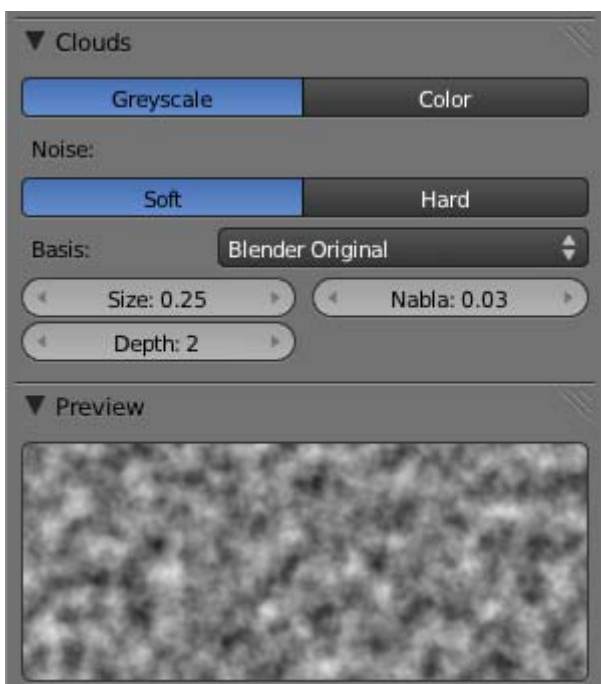 Clouds
Greyscale Color
Noise:
Soft Hard
Basis: Blender Original
Size: 0.25 Nabla: 0.03
Depth: 2
Preview